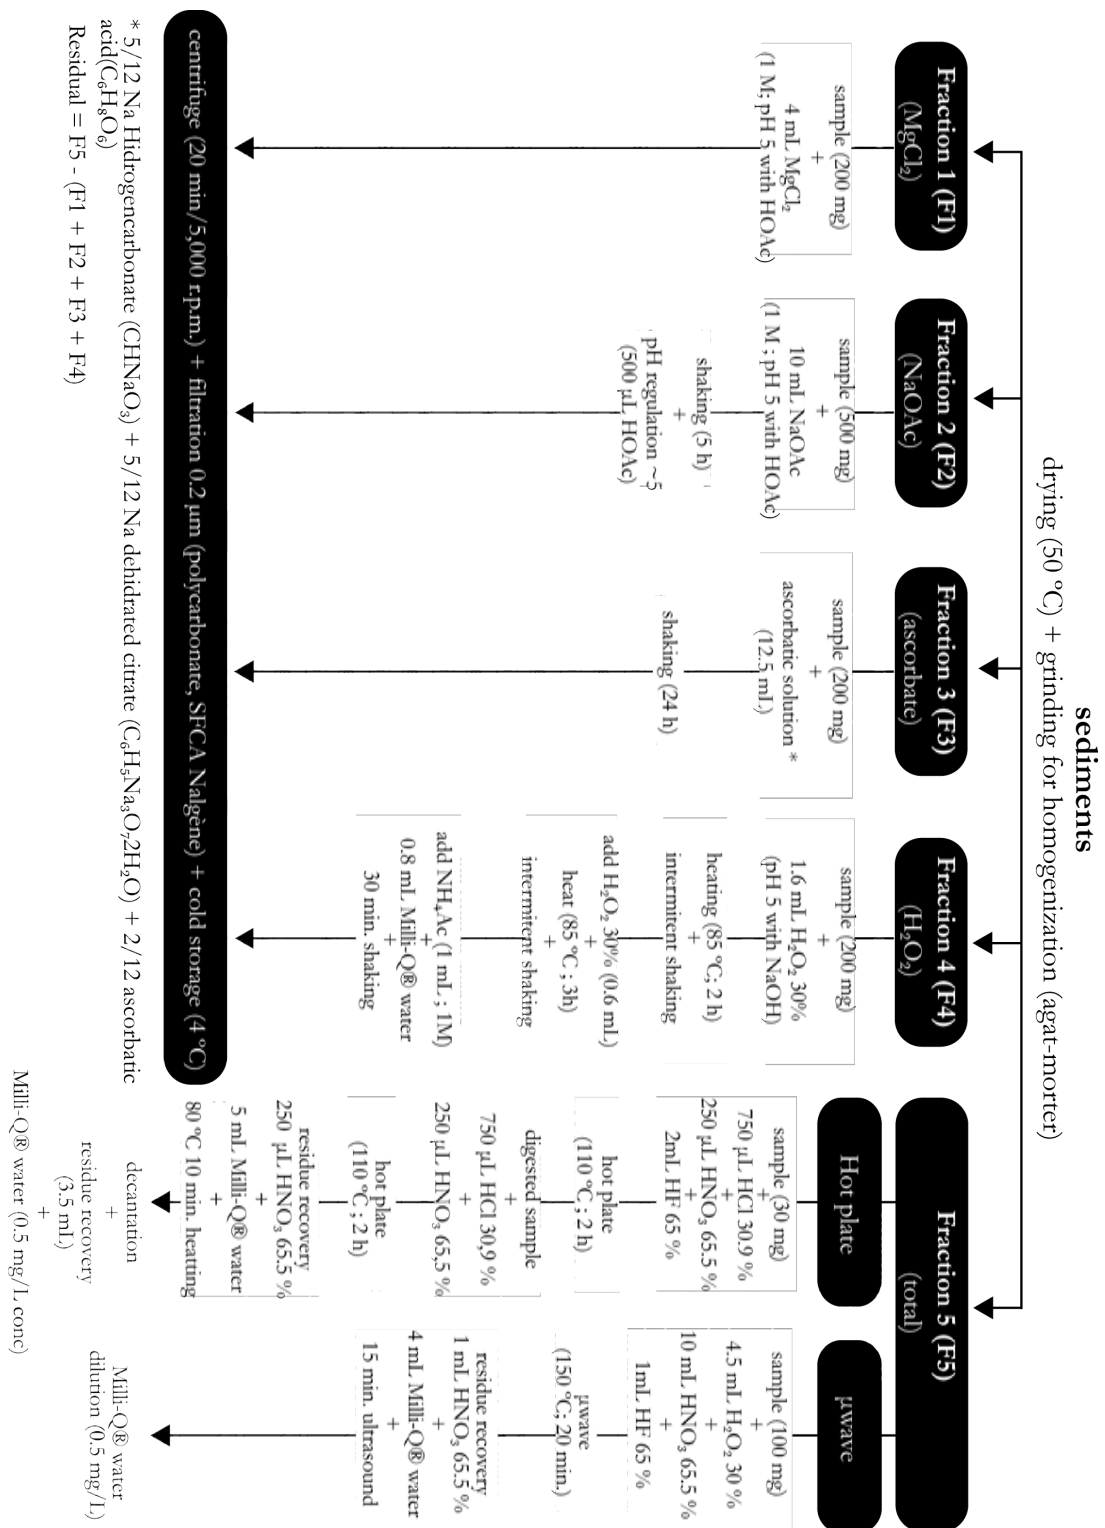 sediments
drying (50 °C) + grinding for homogenization (agat-morter)
Fraction 1 (F1)
(MgCl₂)
sample (200 mg)
+
4 mL MgCl₂
(1 M; pH 5 with HOAc)
Fraction 2 (F2)
(NaOAc)
sample (500 mg)
+
10 mL NaOAc
(1 M ; pH 5 with HOAc)
shaking (5 h)
+
pH regulation ~5
(500 µL HOAc)
Fraction 3 (F3)
(ascorbate)
sample (200 mg)
+
ascorbatic solution *
(12.5 mL)
shaking (24 h)
Fraction 4 (F4)
(H₂O₂)
sample (200 mg)
+
1.6 mL H₂O₂ 30%
(pH 5 with NaOH)
heating (85 °C; 2 h)
+
intermitent shaking
add H₂O₂ 30% (0.6 mL)
+
heat (85 °C ; 3h)
+
intermitent shaking
add NH₄Ac (1 mL ; 1M)
+
0.8 mL Milli-Q® water
+
30 min. shaking
centrifuge (20 min/5,000 r.p.m.) + filtration 0.2 µm (polycarbonate, SFCA Nalgène) + cold storage (4 °C)
Fraction 5 (F5)
(total)
Hot plate
sample (30 mg)
+
750 µL HCl 30.9 %
+
250 µL HNO₃ 65.5 %
+
2mL HF 65 %
hot plate
(110 °C ; 2 h)
digested sample
+
750 µL HCl 30,9 %
+
250 µL HNO₃ 65,5 %
hot plate
(110 °C ; 2 h)
residue recovery
250 µL HNO₃ 65.5 %
+
5 mL Milli-Q® water
+
80 °C 10 min. heatting
decantation
+
residue recovery
(3.5 mL)
+
Milli-Q® water (0.5 mg/L conc)
µwave
sample (100 mg)
+
4.5 mL H₂O₂ 30 %
+
10 mL HNO₃ 65.5 %
+
1mL HF 65 %
µwave
(150 °C; 20 min.)
residue recovery
1 mL HNO₃ 65.5 %
+
4 mL Milli-Q® water
+
15 min. ultrasound
Milli-Q® water
dilution (0.5 mg/L)
* 5/12 Na Hidrogencarbonate (CHNaO₃) + 5/12 Na dehidrated citrate (C₆H₅Na₃O₇2H₂O) + 2/12 ascorbatic
acid(C₆H₈O₆)
Residual = F5 - (F1 + F2 + F3 + F4)